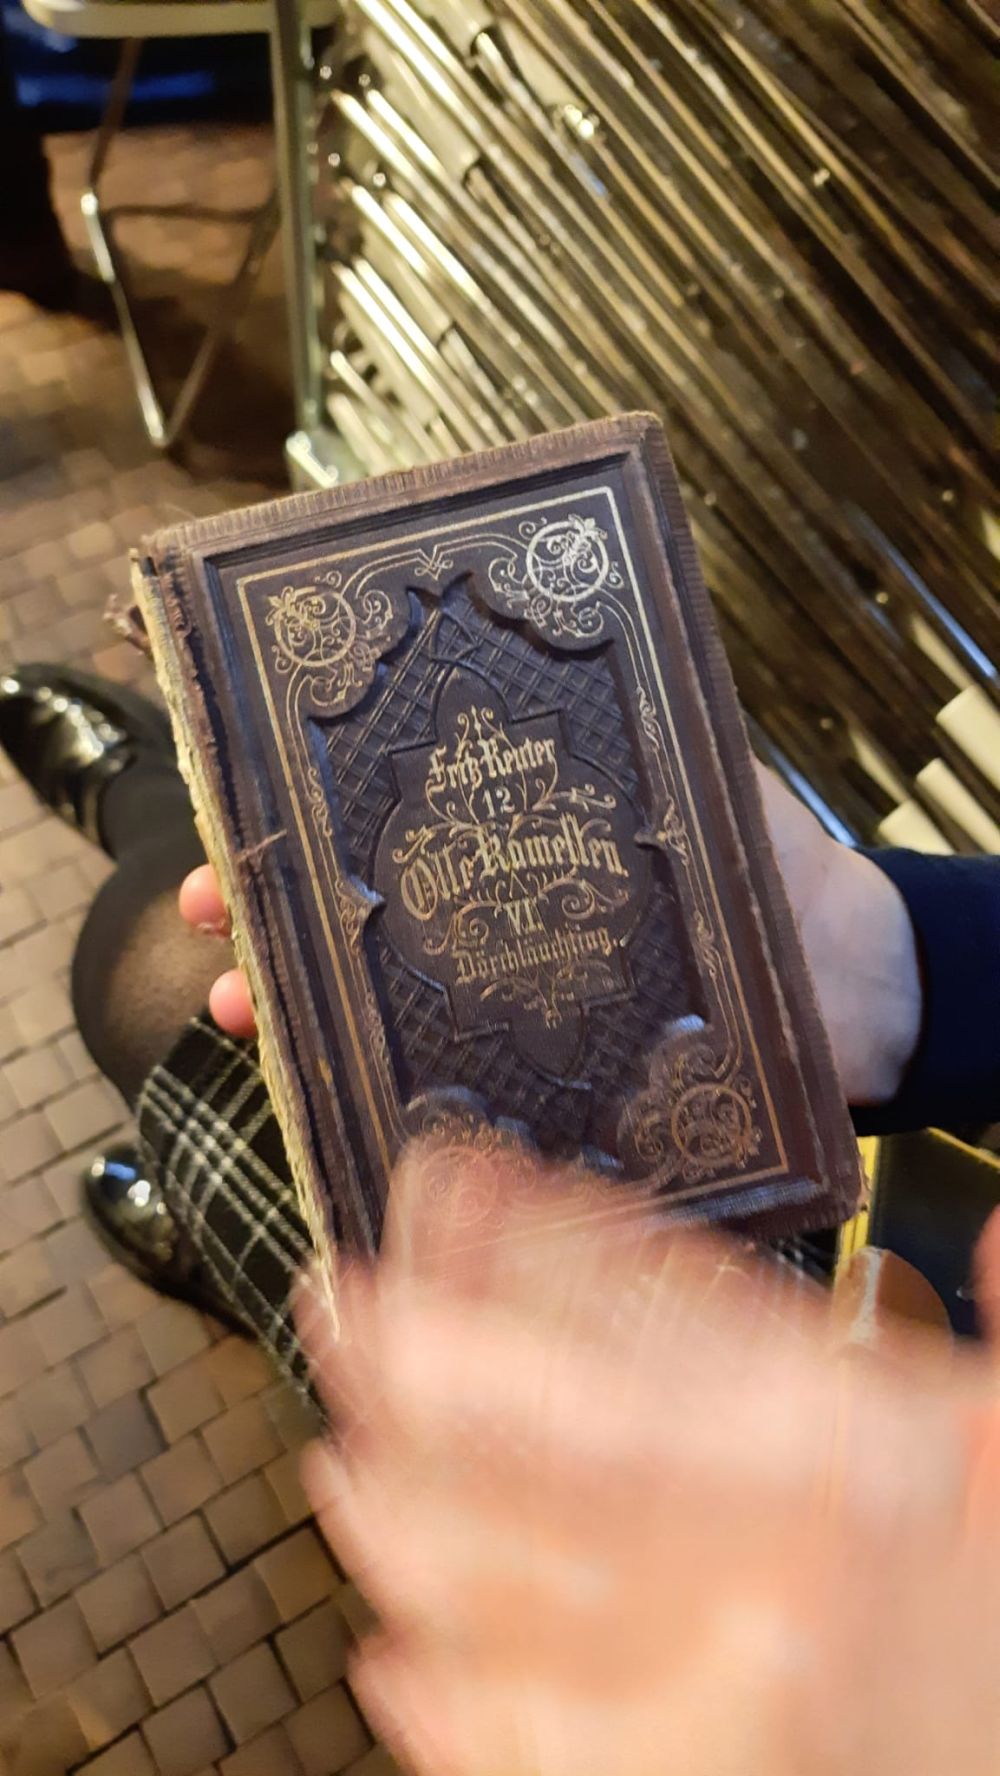 Fritz Reuter
12
Olle Kamellen
VI.
Dörchläuchting.